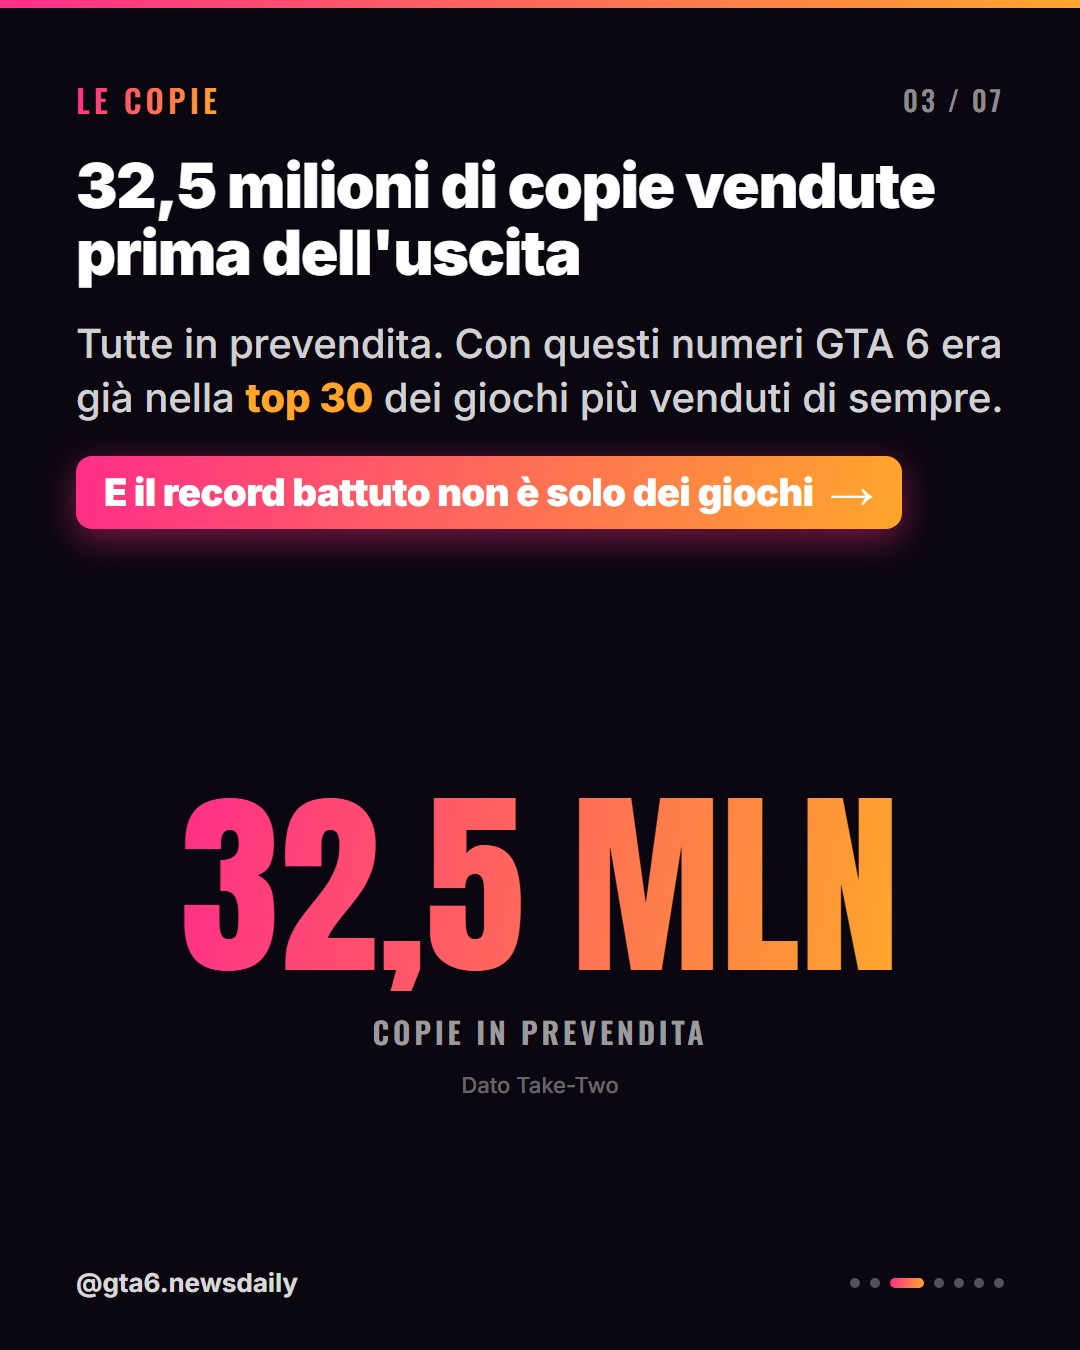 LE COPIE
03 / 07
32,5 milioni di copie vendute
prima dell'uscita
Tutte in prevendita. Con questi numeri GTA 6 era
già nella top 30 dei giochi più venduti di sempre.
E il record battuto non è solo dei giochi →
32,5 MLN
COPIE IN PREVENDITA
Dato Take-Two
@gta6.newsdaily